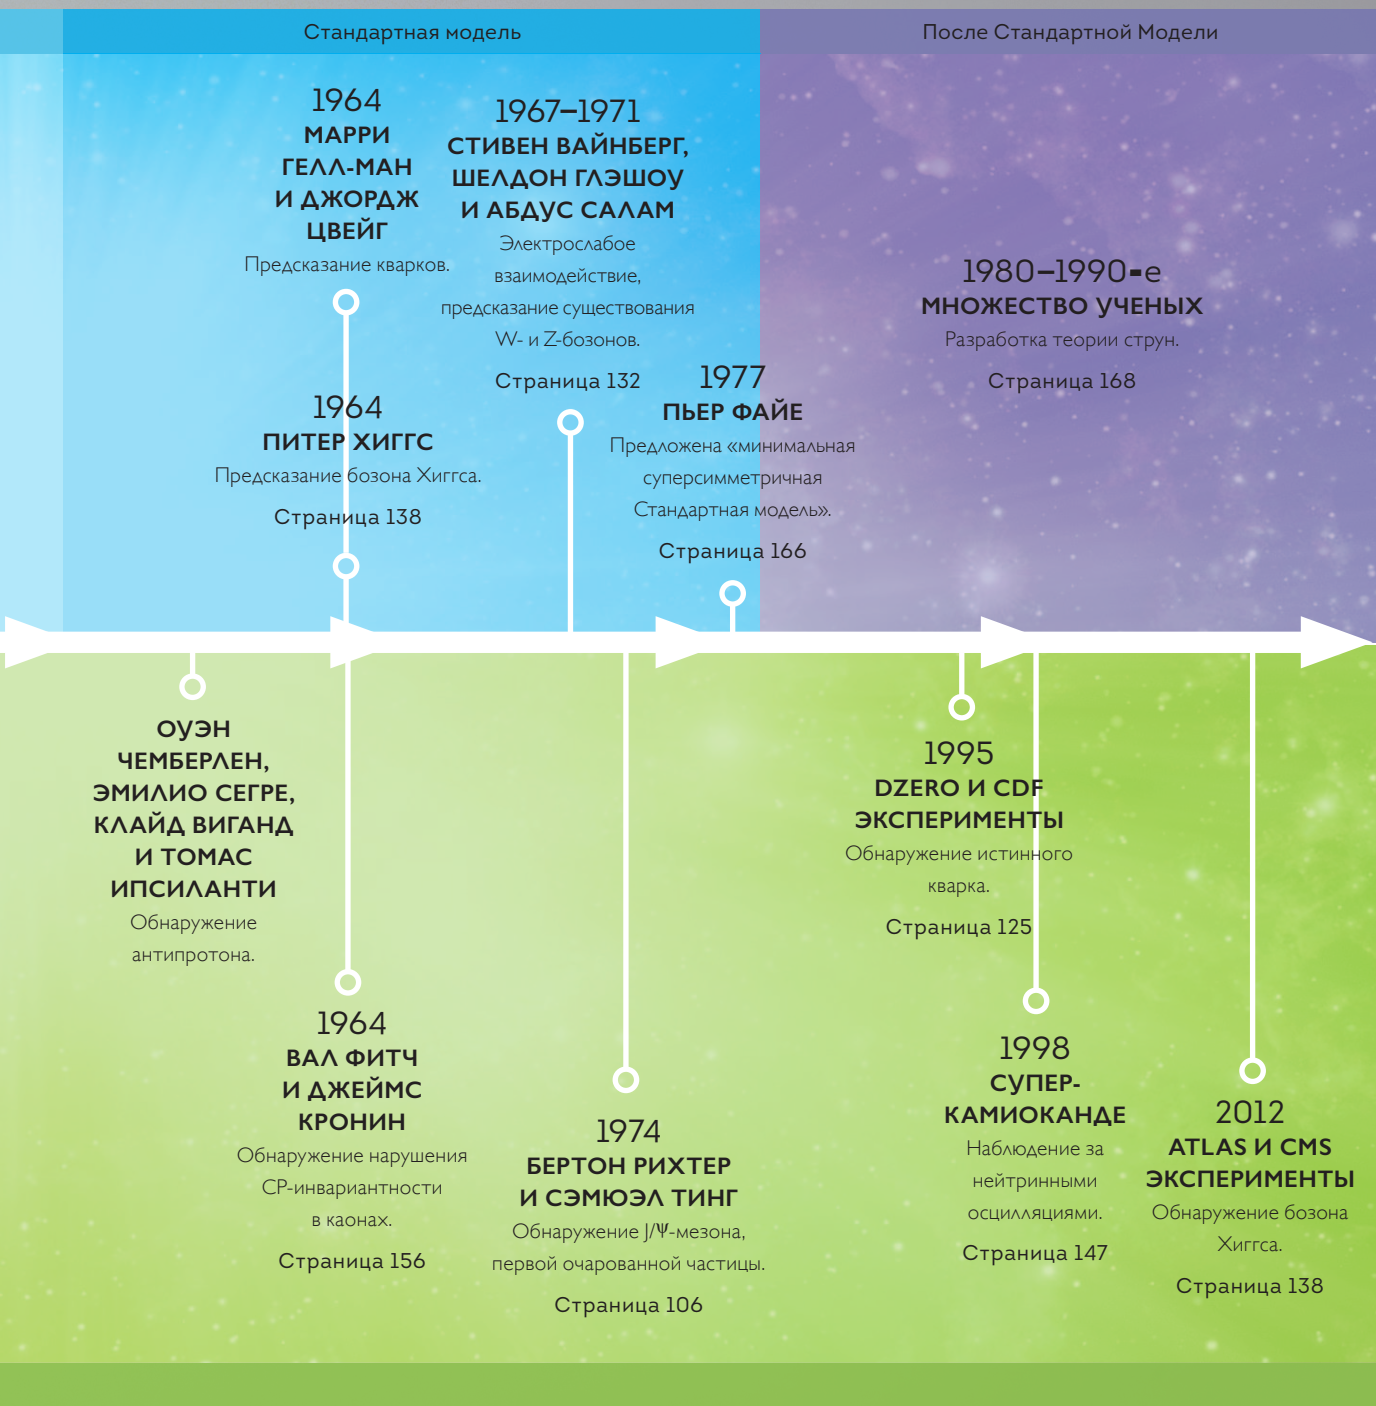 Стандартная модель
После Стандартной Модели
1964
МАРРИ
ГЕЛЛ-МАН
И ДЖОРДЖ
ЦВЕЙГ
Предсказание кварков.
1967–1971
СТИВЕН ВАЙНБЕРГ,
ШЕЛДОН ГЛЭШОУ
И АБДУС САЛАМ
Электрослабое
взаимодействие,
предсказание существования
W- и Z-бозонов.
Страница 132
1964
ПИТЕР ХИГГС
Предсказание бозона Хиггса.
Страница 138
1977
ПЬЕР ФАЙЕ
Предложена «минимальная
суперсимметричная
Стандартная модель».
Страница 166
1980–1990-е
МНОЖЕСТВО УЧЕНЫХ
Разработка теории струн.
Страница 168
ОУЭН
ЧЕМБЕРЛЕН,
ЭМИЛИО СЕГРЕ,
КЛАЙД ВИГАНД
И ТОМАС
ИПСИЛАНТИ
Обнаружение
антипротона.
1964
ВАЛ ФИТЧ
И ДЖЕЙМС
КРОНИН
Обнаружение нарушения
CP-инвариантности
в каонах.
Страница 156
1974
БЕРТОН РИХТЕР
И СЭМЮЭЛ ТИНГ
Обнаружение J/Ψ-мезона,
первой очарованной частицы.
Страница 106
1995
DZERO И CDF
ЭКСПЕРИМЕНТЫ
Обнаружение истинного
кварка.
Страница 125
1998
СУПЕР-
КАМИОКАНДЕ
Наблюдение за
нейтринными
осцилляциями.
Страница 147
2012
ATLAS И CMS
ЭКСПЕРИМЕНТЫ
Обнаружение бозона
Хиггса.
Страница 138